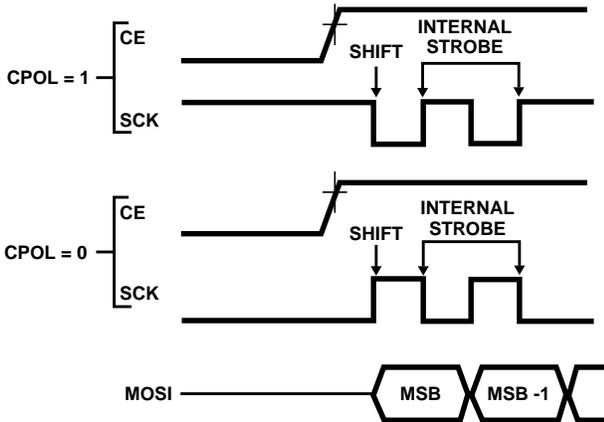 CE
INTERNAL
STROBE
SHIFT
CPOL = 1
SCK
CE
INTERNAL
STROBE
SHIFT
CPOL = 0
SCK
MOSI
MSB
MSB -1